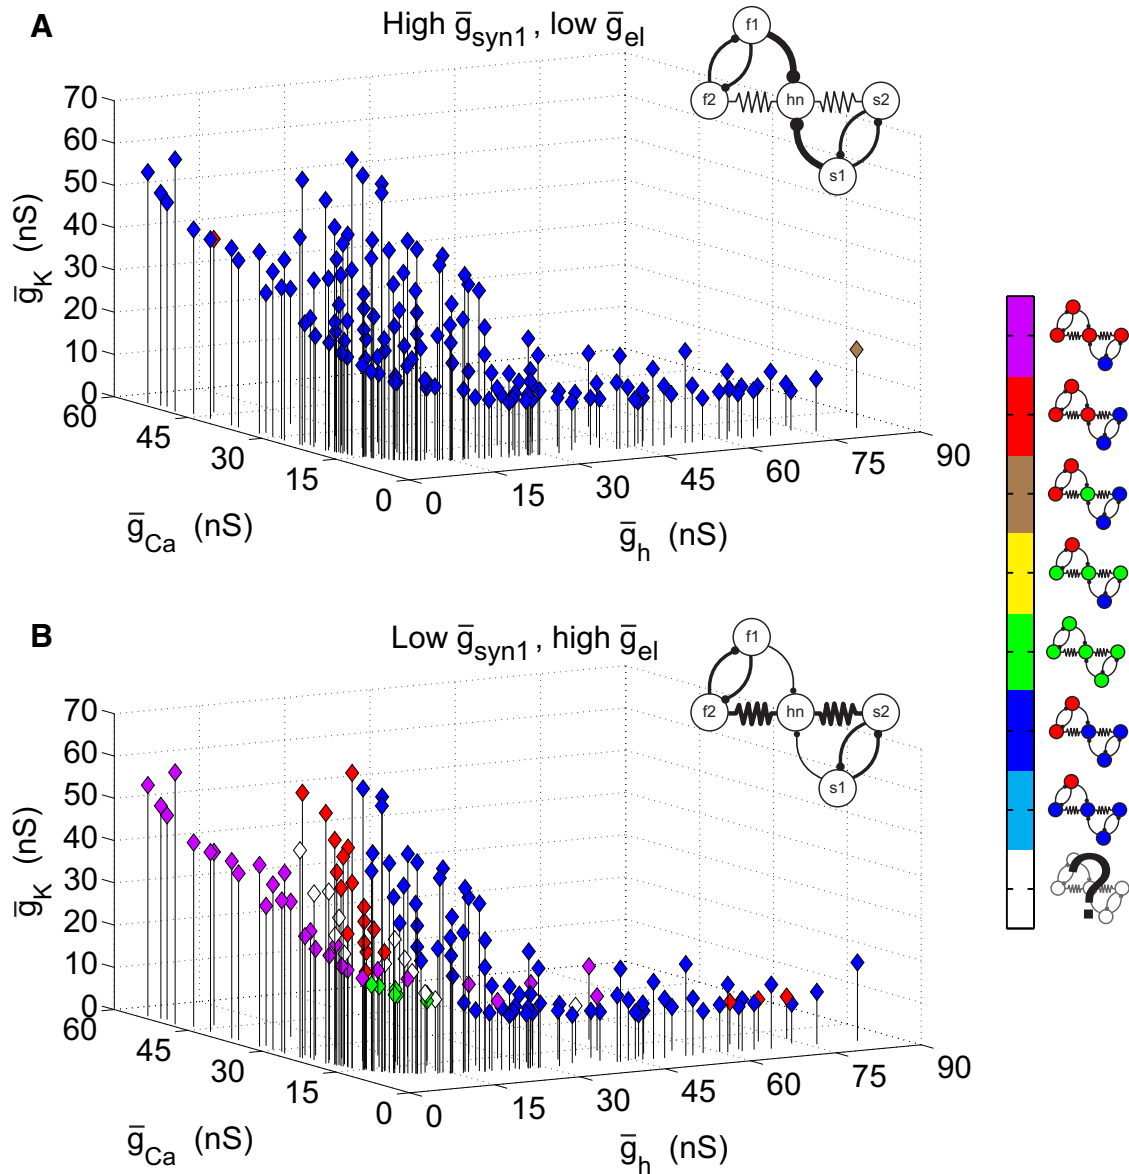 A
High g̅syn1 , low g̅el
f1
f2
hn
s2
s1
70
60
50
40
30
20
10
0
g̅K (nS)
60
45
30
15
0
g̅Ca (nS)
0
15
30
45
60
75
90
g̅h (nS)
B
Low g̅syn1 , high g̅el
f1
f2
hn
s2
s1
70
60
50
40
30
20
10
0
g̅K (nS)
60
45
30
15
0
g̅Ca (nS)
0
15
30
45
60
75
90
g̅h (nS)
?